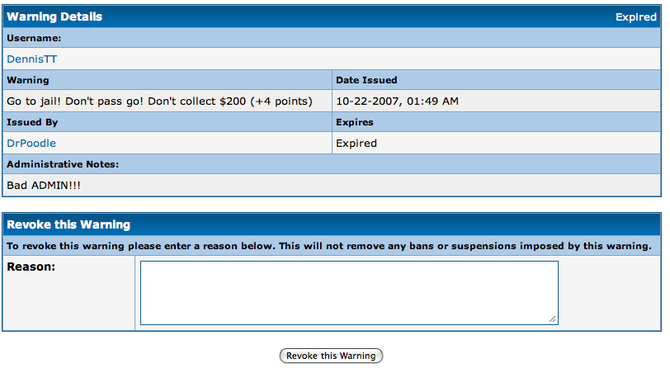 Warning Details Expired
Username:
DennisTT
Warning Date Issued
Go to jail! Don't pass go! Don't collect $200 (+4 points) 10-22-2007, 01:49 AM
Issued By Expires
DrPoodle Expired
Administrative Notes:
Bad ADMIN!!!
Revoke this Warning
To revoke this warning please enter a reason below. This will not remove any bans or suspensions imposed by this warning.
Reason:
Revoke this Warning